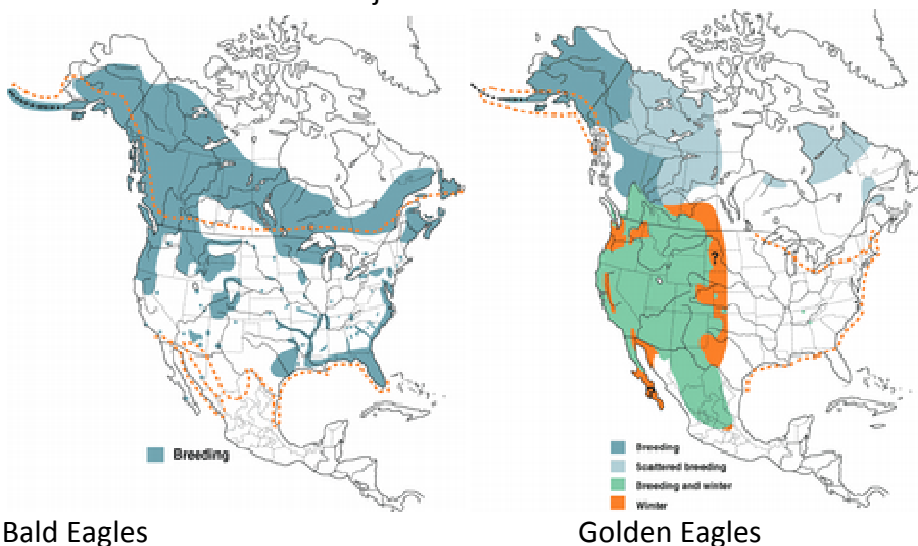 Breeding
?
Breeding
Scattered breeding
Breeding and winter
Winter
Bald Eagles
Golden Eagles